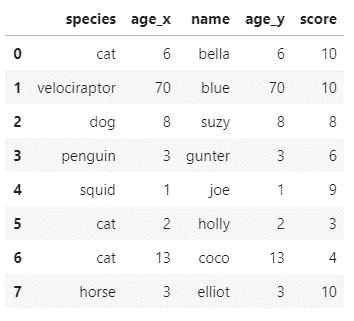 species age_x name age_y score
0 cat 6 bella 6 10
1 velociraptor 70 blue 70 10
2 dog 8 suzy 8 8
3 penguin 3 gunter 3 6
4 squid 1 joe 1 9
5 cat 2 holly 2 3
6 cat 13 coco 13 4
7 horse 3 elliot 3 10